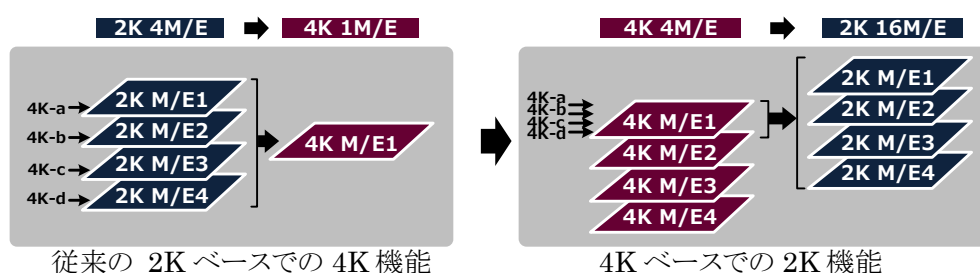 2K 4M/E
4K 1M/E
4K-a
4K-b
4K-c
4K-d
2K M/E1
2K M/E2
2K M/E3
2K M/E4
4K M/E1
従来の 2K ベースでの 4K 機能
4K 4M/E
2K 16M/E
4K-a
4K-b
4K-c
4K-d
4K M/E1
4K M/E2
4K M/E3
4K M/E4
2K M/E1
2K M/E2
2K M/E3
2K M/E4
4K ベースでの 2K 機能